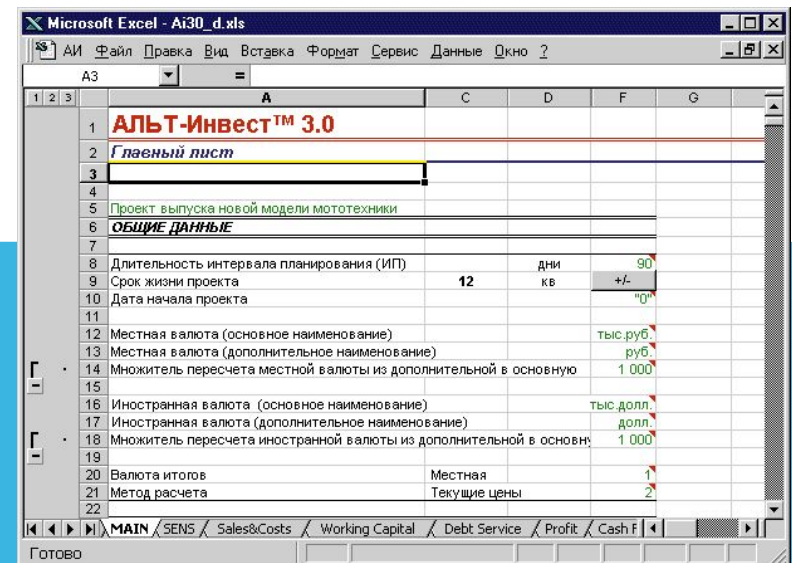 Microsoft Excel - Ai30_d.xls
АИ Файл Правка Вид Вставка Формат Сервис Данные Окно ?
A3 =
1 2 3 A C D F G
1 АЛЬТ-Инвест™ 3.0
2 Главный лист
3
4
5 Проект выпуска новой модели мототехники
6 ОБЩИЕ ДАННЫЕ
7
8 Длительность интервала планирования (ИП) дни 90
9 Срок жизни проекта 12 кв +/-
10 Дата начала проекта "0"
11
12 Местная валюта (основное наименование) тыс.руб.
13 Местная валюта (дополнительное наименование) руб.
14 Множитель пересчета местной валюты из дополнительной в основную 1 000
15
16 Иностранная валюта (основное наименование) тыс.долл.
17 Иностранная валюта (дополнительное наименование) долл.
18 Множитель пересчета иностранной валюты из дополнительной в основн 1 000
19
20 Валюта итогов Местная 1
21 Метод расчета Текущие цены 2
22
MAIN / SENS / Sales&Costs / Working Capital / Debt Service / Profit / Cash F
Готово